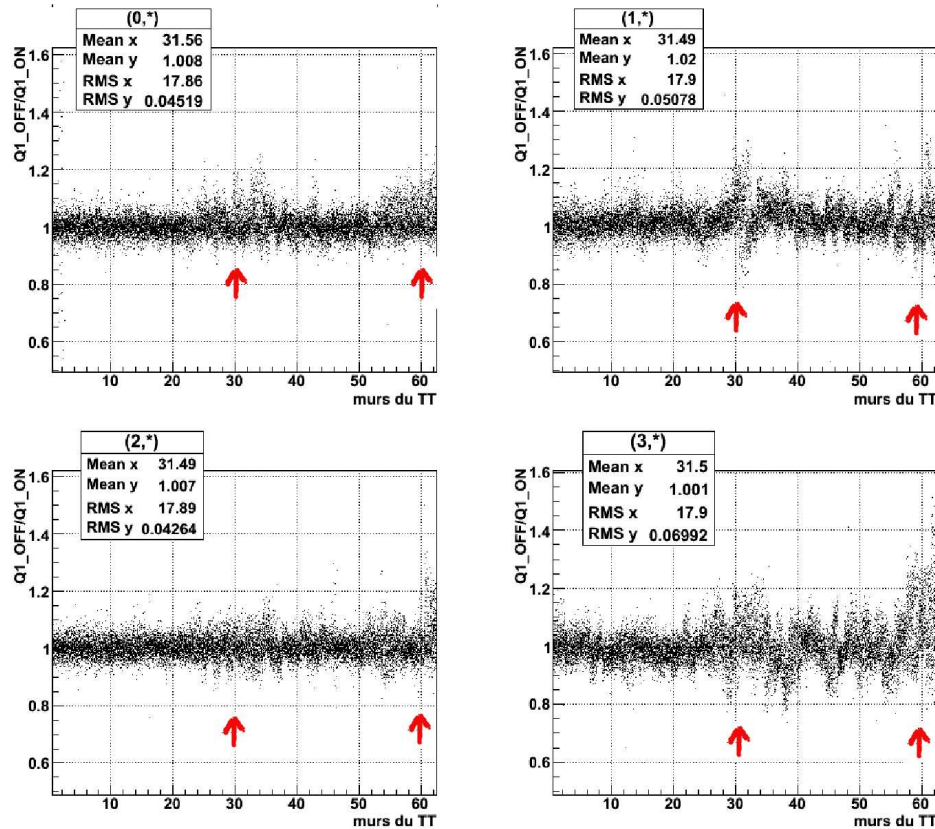 (0,*)
Mean x 31.56
Mean y 1.008
RMS x 17.86
RMS y 0.04519
Q1_OFF/Q1_ON
1.6
1.4
1.2
1
0.8
0.6
10 20 30 40 50 60
murs du TT
(1,*)
Mean x 31.49
Mean y 1.02
RMS x 17.9
RMS y 0.05078
Q1_OFF/Q1_ON
1.6
1.4
1.2
1
0.8
0.6
10 20 30 40 50 60
murs du TT
(2,*)
Mean x 31.49
Mean y 1.007
RMS x 17.89
RMS y 0.04264
Q1_OFF/Q1_ON
1.6
1.4
1.2
1
0.8
0.6
10 20 30 40 50 60
murs du TT
(3,*)
Mean x 31.5
Mean y 1.001
RMS x 17.9
RMS y 0.06992
Q1_OFF/Q1_ON
1.6
1.4
1.2
1
0.8
0.6
10 20 30 40 50 60
murs du TT